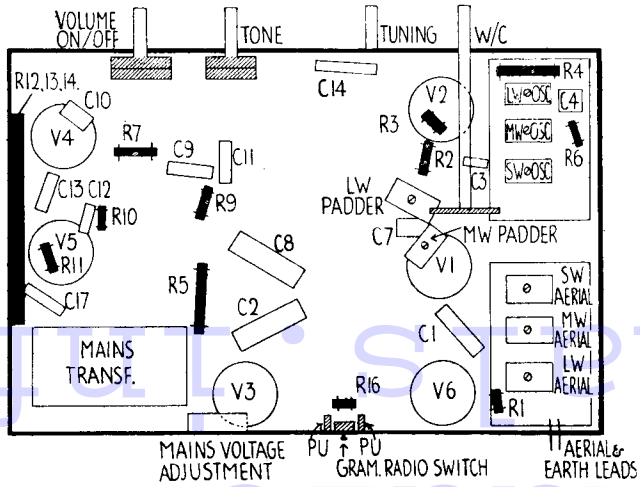 VOLUME
ON/OFF
TONE
TUNING
W/C
R12,13,14.
C10
V4
R7
C9
C11
C14
V2
R3
R2
C3
R4
LW OSC
C4
MW OSC
R6
SW OSC
C13
C12
R10
V5
R11
C17
R9
LW
PADDER
C7
MW PADDER
V1
C8
R5
C2
C1
SW
AERIAL
MW
AERIAL
LW
AERIAL
MAINS
TRANSF.
V3
R16
V6
R1
MAINS VOLTAGE
ADJUSTMENT
PU
PU
GRAM. RADIO SWITCH
AERIAL &
EARTH LEADS